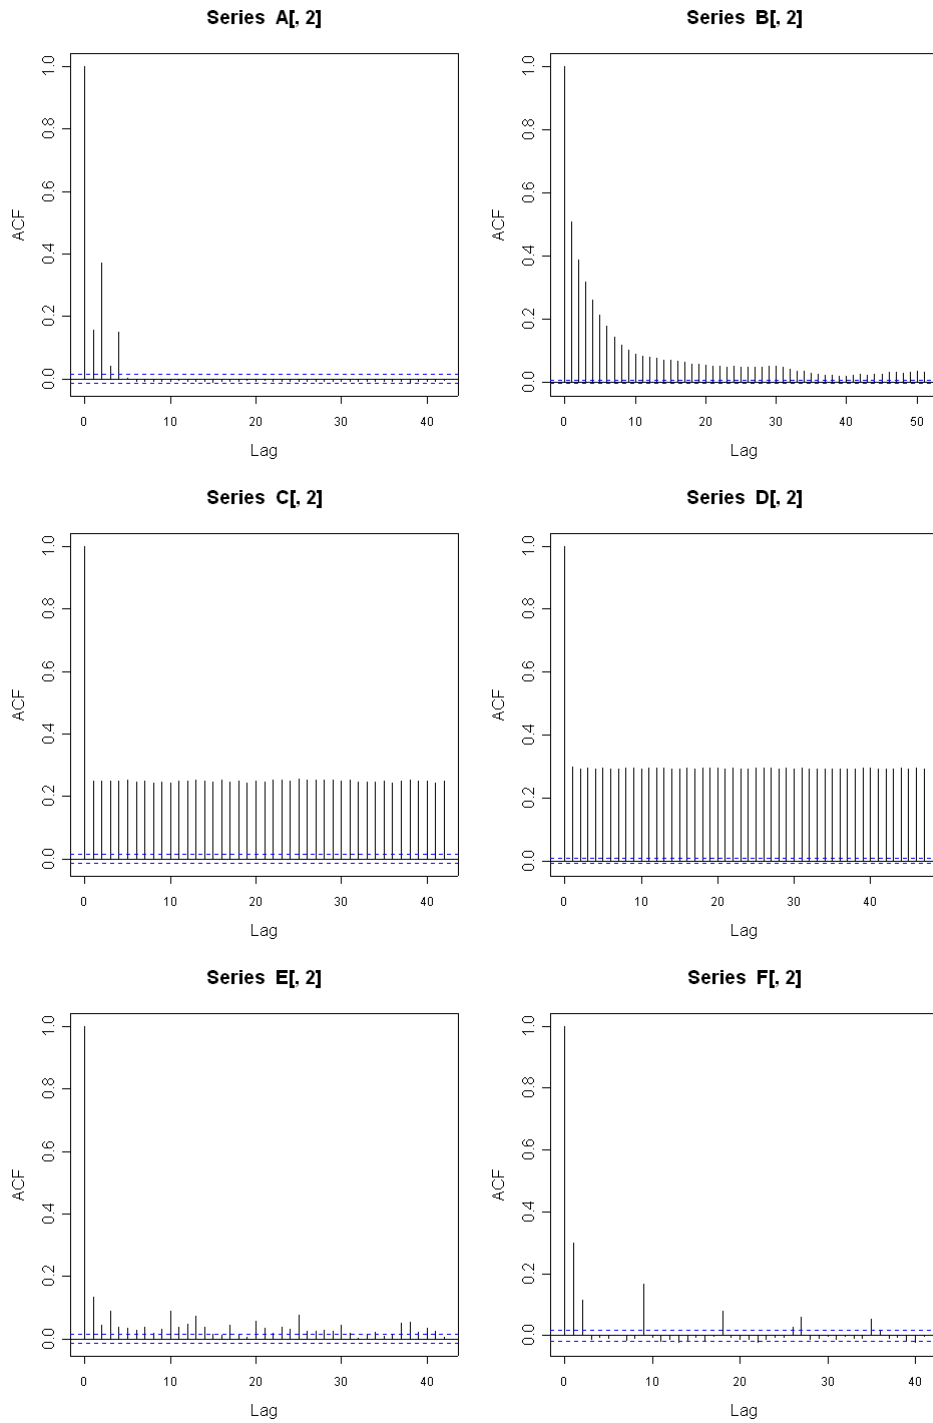 Series A[, 2]
ACF
0.0 0.2 0.4 0.6 0.8 1.0
0 10 20 30 40
Lag
Series B[, 2]
ACF
0.0 0.2 0.4 0.6 0.8 1.0
0 10 20 30 40 50
Lag
Series C[, 2]
ACF
0.0 0.2 0.4 0.6 0.8 1.0
0 10 20 30 40
Lag
Series D[, 2]
ACF
0.0 0.2 0.4 0.6 0.8 1.0
0 10 20 30 40
Lag
Series E[, 2]
ACF
0.0 0.2 0.4 0.6 0.8 1.0
0 10 20 30 40
Lag
Series F[, 2]
ACF
0.0 0.2 0.4 0.6 0.8 1.0
0 10 20 30 40
Lag